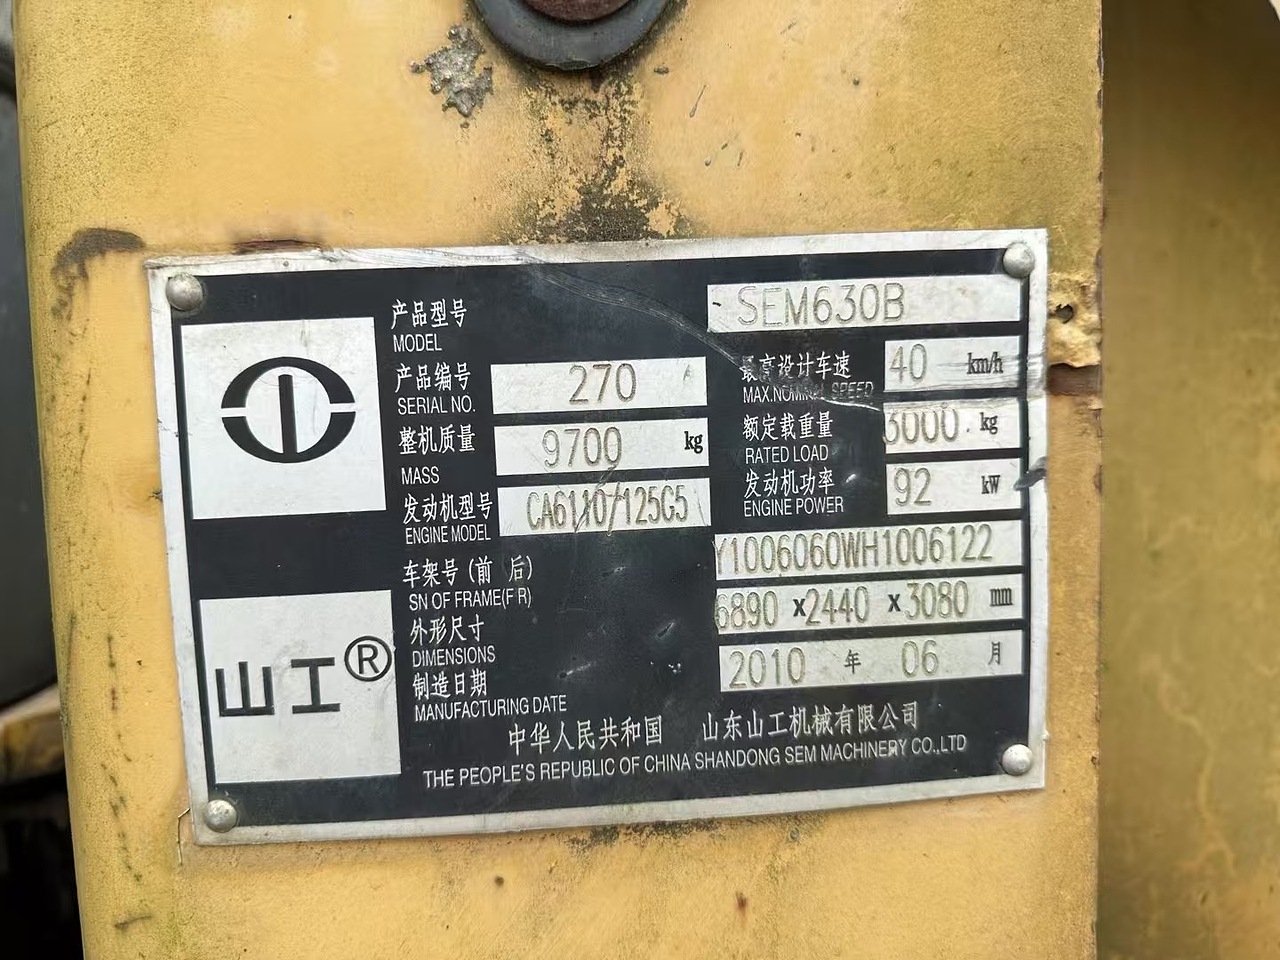 产品型号 SEM630B
MODEL
产品编号 270 最高设计车速 40 km/h
SERIAL NO. MAX.NOMINAL SPEED
整机质量 9700 kg 额定载重量 3000 kg
MASS RATED LOAD
发动机型号 CA6110/125G5 发动机功率 92 kW
ENGINE MODEL ENGINE POWER
车架号(前 后) Y1006060WH1006122
SN OF FRAME(F R)
外形尺寸 6890 x2440 x3080 mm
DIMENSIONS
制造日期 2010 年 06 月
MANUFACTURING DATE
山工®
中华人民共和国 山东山工机械有限公司
THE PEOPLE'S REPUBLIC OF CHINA SHANDONG SEM MACHINERY CO.,LTD